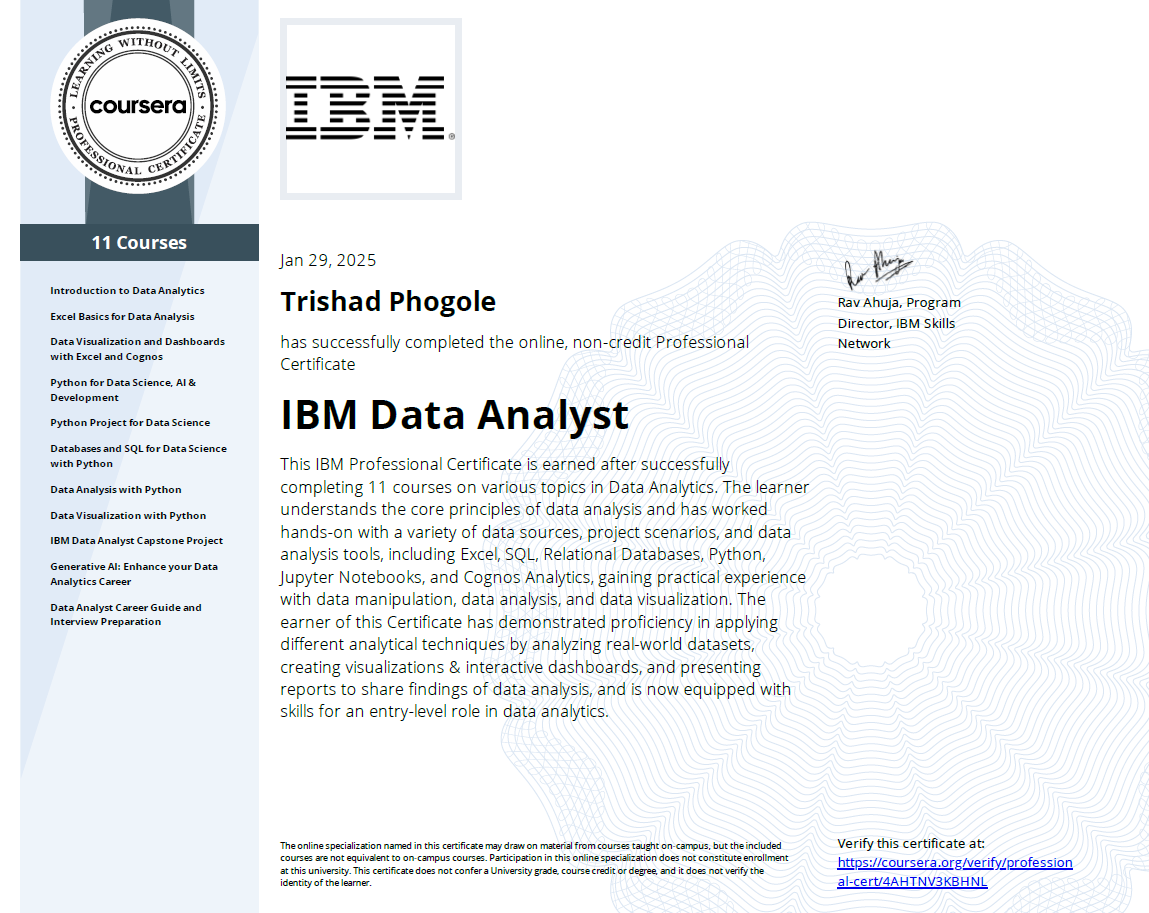 LEARNING WITHOUT LIMITS
coursera
PROFESSIONAL CERTIFICATE
11 Courses
Introduction to Data Analytics
Excel Basics for Data Analysis
Data Visualization and Dashboards
with Excel and Cognos
Python for Data Science, AI &
Development
Python Project for Data Science
Databases and SQL for Data Science
with Python
Data Analysis with Python
Data Visualization with Python
IBM Data Analyst Capstone Project
Generative AI: Enhance your Data
Analytics Career
Data Analyst Career Guide and
Interview Preparation
IBM®
Jan 29, 2025
Trishad Phogole
has successfully completed the online, non-credit Professional
Certificate
IBM Data Analyst
This IBM Professional Certificate is earned after successfully
completing 11 courses on various topics in Data Analytics. The learner
understands the core principles of data analysis and has worked
hands-on with a variety of data sources, project scenarios, and data
analysis tools, including Excel, SQL, Relational Databases, Python,
Jupyter Notebooks, and Cognos Analytics, gaining practical experience
with data manipulation, data analysis, and data visualization. The
earner of this Certificate has demonstrated proficiency in applying
different analytical techniques by analyzing real-world datasets,
creating visualizations & interactive dashboards, and presenting
reports to share findings of data analysis, and is now equipped with
skills for an entry-level role in data analytics.
Rav Ahuja
Rav Ahuja, Program
Director, IBM Skills
Network
The online specialization named in this certificate may draw on material from courses taught on-campus, but the included
courses are not equivalent to on-campus courses. Participation in this online specialization does not constitute enrollment
at this university. This certificate does not confer a University grade, course credit or degree, and it does not verify the
identity of the learner.
Verify this certificate at:
https://coursera.org/verify/profession
al-cert/4AHTNV3KBHNL